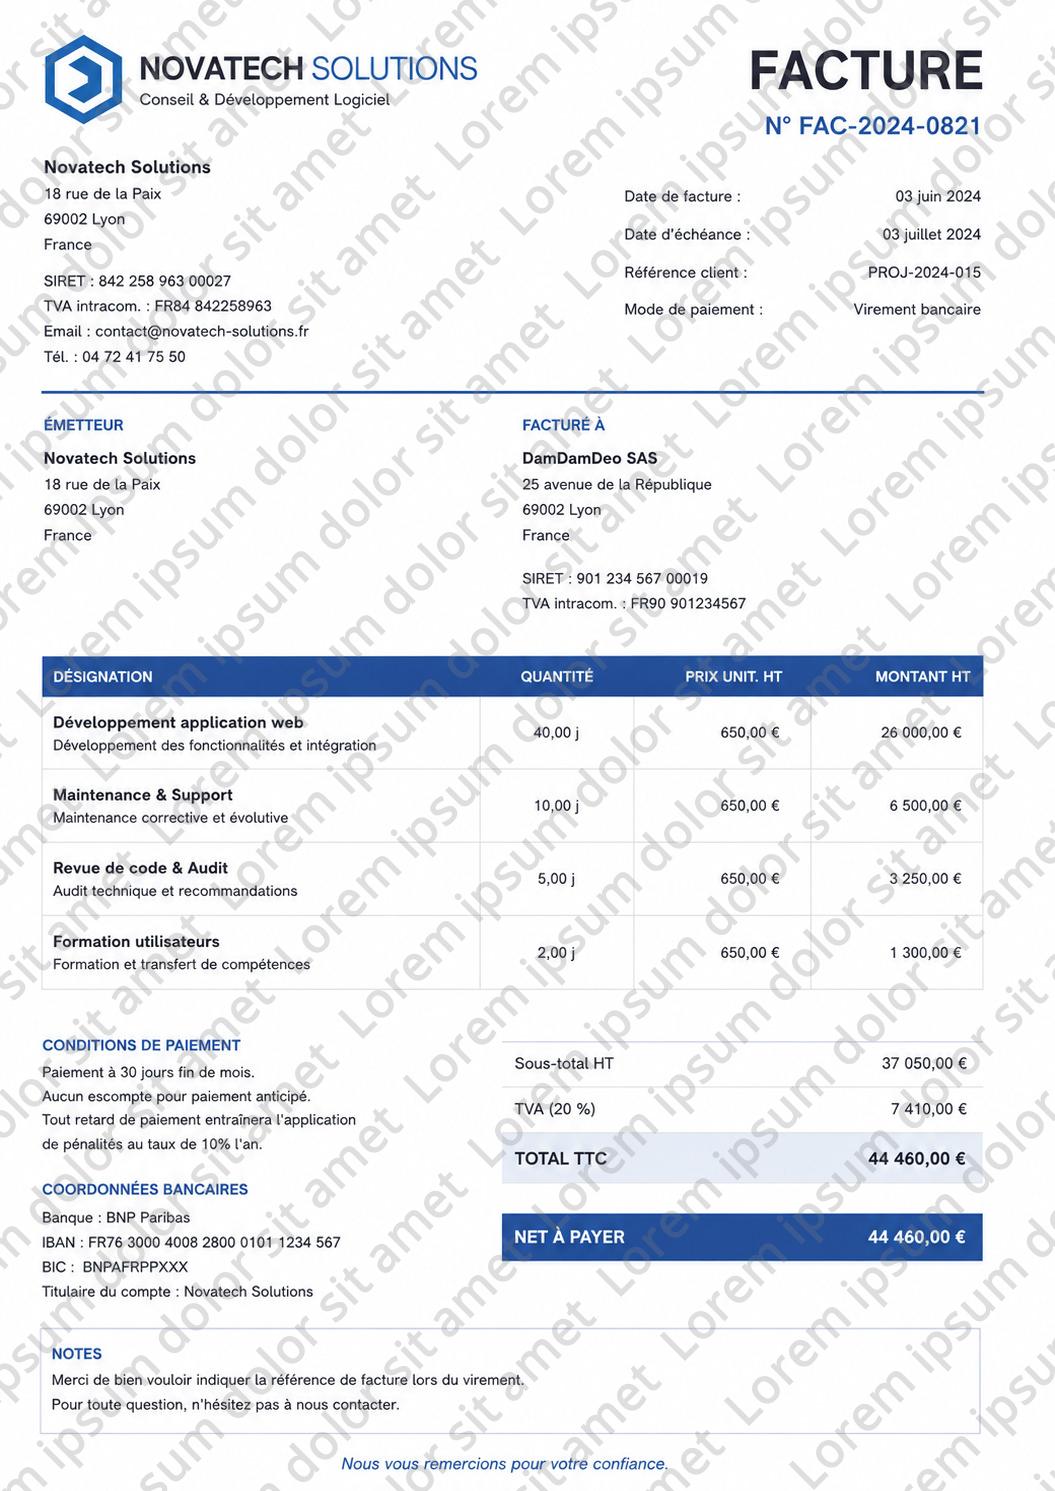 NOVATECH SOLUTIONS
Conseil & Développement Logiciel
FACTURE
N° FAC-2024-0821
Novatech Solutions
18 rue de la Paix
69002 Lyon
France
SIRET : 842 258 963 00027
TVA intracom. : FR84 842258963
Email : contact@novatech-solutions.fr
Tél. : 04 72 41 75 50
Date de facture : 03 juin 2024
Date d'échéance : 03 juillet 2024
Référence client : PROJ-2024-015
Mode de paiement : Virement bancaire
ÉMETTEUR
Novatech Solutions
18 rue de la Paix
69002 Lyon
France
FACTURÉ À
DamDamDeo SAS
25 avenue de la République
69002 Lyon
France
SIRET : 901 234 567 00019
TVA intracom. : FR90 901234567
DÉSIGNATION QUANTITÉ PRIX UNIT. HT MONTANT HT
Développement application web
Développement des fonctionnalités et intégration
40,00 j 650,00 € 26 000,00 €
Maintenance & Support
Maintenance corrective et évolutive
10,00 j 650,00 € 6 500,00 €
Revue de code & Audit
Audit technique et recommandations
5,00 j 650,00 € 3 250,00 €
Formation utilisateurs
Formation et transfert de compétences
2,00 j 650,00 € 1 300,00 €
CONDITIONS DE PAIEMENT
Paiement à 30 jours fin de mois.
Aucun escompte pour paiement anticipé.
Tout retard de paiement entraînera l'application
de pénalités au taux de 10% l'an.
COORDONNÉES BANCAIRES
Banque : BNP Paribas
IBAN : FR76 3000 4008 2800 0101 1234 567
BIC : BNPAFRPPXXX
Titulaire du compte : Novatech Solutions
Sous-total HT 37 050,00 €
TVA (20 %) 7 410,00 €
TOTAL TTC 44 460,00 €
NET À PAYER 44 460,00 €
NOTES
Merci de bien vouloir indiquer la référence de facture lors du virement.
Pour toute question, n'hésitez pas à nous contacter.
Nous vous remercions pour votre confiance.
Lorem ipsum dolor sit amet